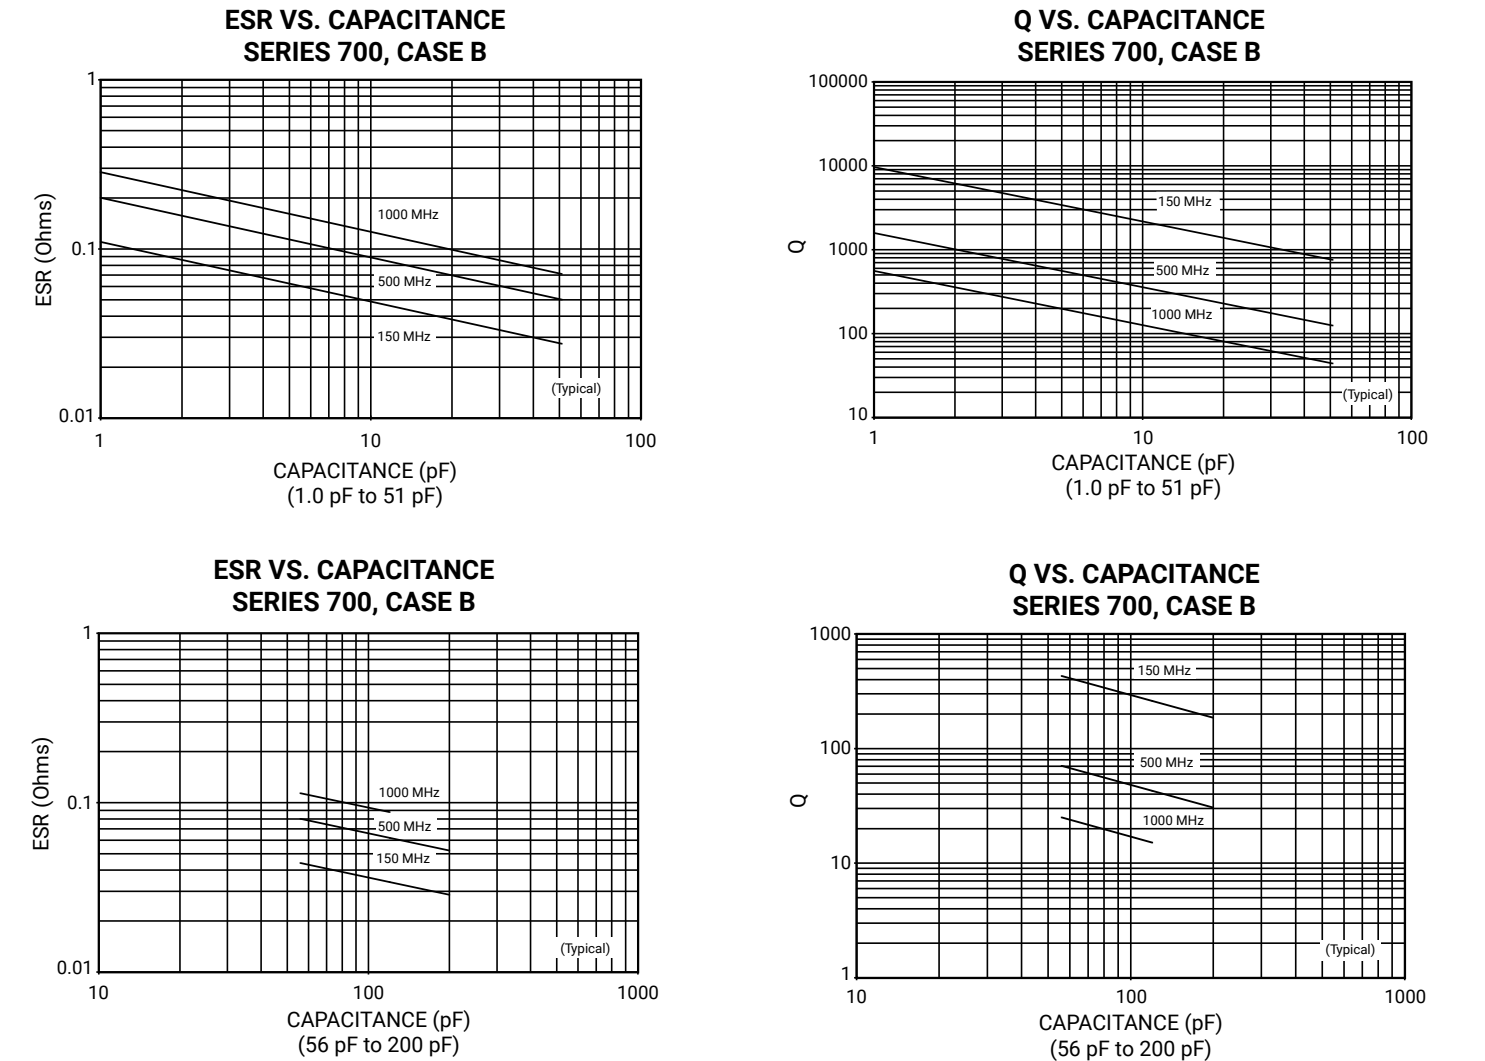 ESR VS. CAPACITANCE
SERIES 700, CASE B
1
0.1
0.01
ESR (Ohms)
1000 MHz
500 MHz
150 MHz
(Typical)
1
10
100
CAPACITANCE (pF)
(1.0 pF to 51 pF)
Q VS. CAPACITANCE
SERIES 700, CASE B
100000
10000
1000
100
10
Q
150 MHz
500 MHz
1000 MHz
(Typical)
1
10
100
CAPACITANCE (pF)
(1.0 pF to 51 pF)
ESR VS. CAPACITANCE
SERIES 700, CASE B
1
0.1
0.01
ESR (Ohms)
1000 MHz
500 MHz
150 MHz
(Typical)
10
100
1000
CAPACITANCE (pF)
(56 pF to 200 pF)
Q VS. CAPACITANCE
SERIES 700, CASE B
1000
100
10
1
Q
150 MHz
500 MHz
1000 MHz
(Typical)
10
100
1000
CAPACITANCE (pF)
(56 pF to 200 pF)